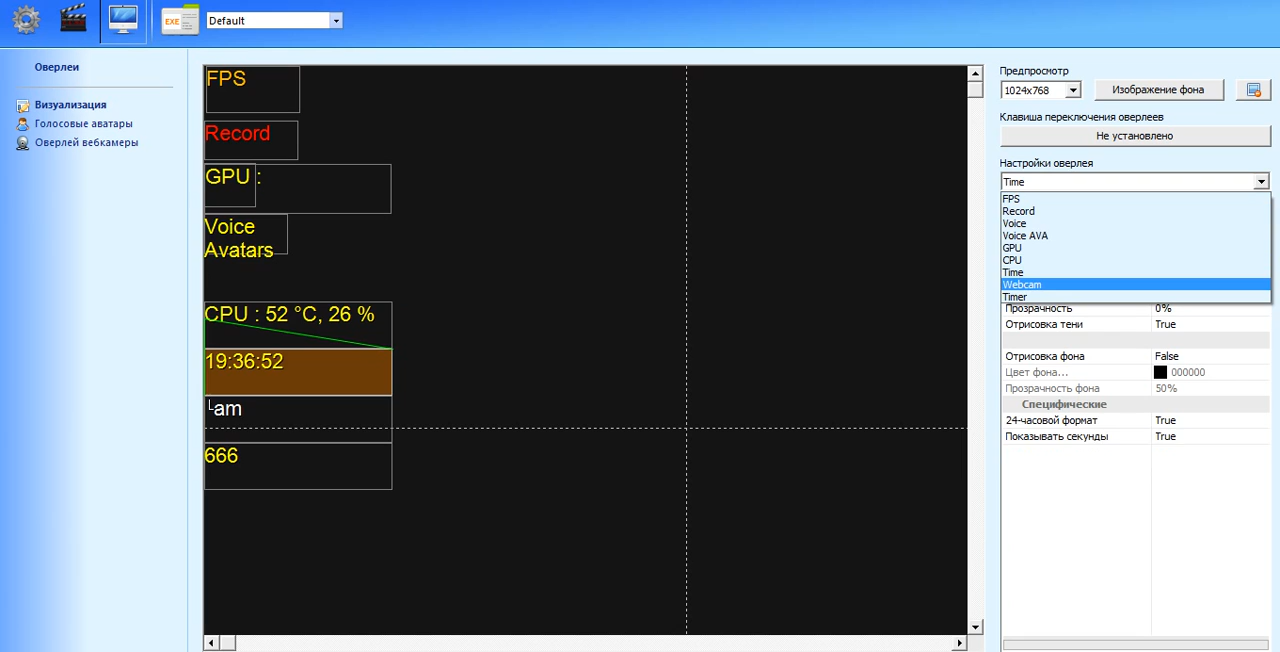 EXE
Default
Оверлеи
Визуализация
Голосовые аватары
Оверлей вебкамеры
FPS
Record
GPU :
Voice
Avatars
CPU : 52 °C, 26 %
19:36:52
am
666
Предпросмотр
1024x768
Изображение фона
Клавиша переключения оверлеев
Не установлено
Настройки оверлея
Time
FPS
Record
Voice
Voice AVA
GPU
CPU
Time
Webcam
Timer
Прозрачность 0%
Отрисовка тени True
Отрисовка фона False
Цвет фона... 000000
Прозрачность фона 50%
Специфические
24-часовой формат True
Показывать секунды True